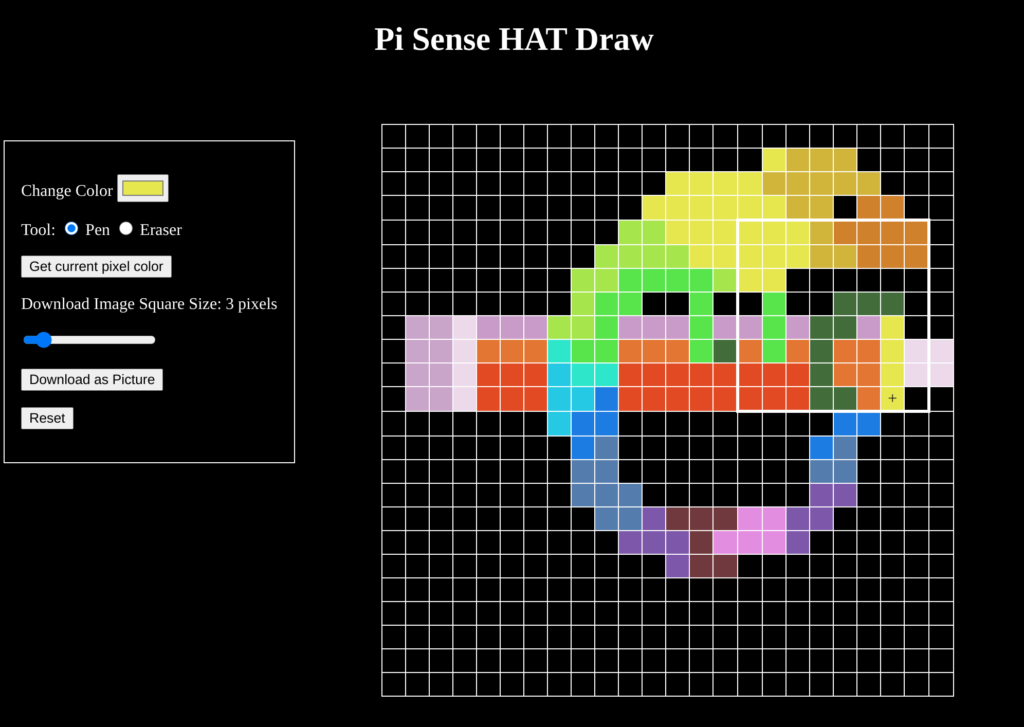 Pi Sense HAT Draw
Change Color
Tool: Pen Eraser
Get current pixel color
Download Image Square Size: 3 pixels
Download as Picture
Reset